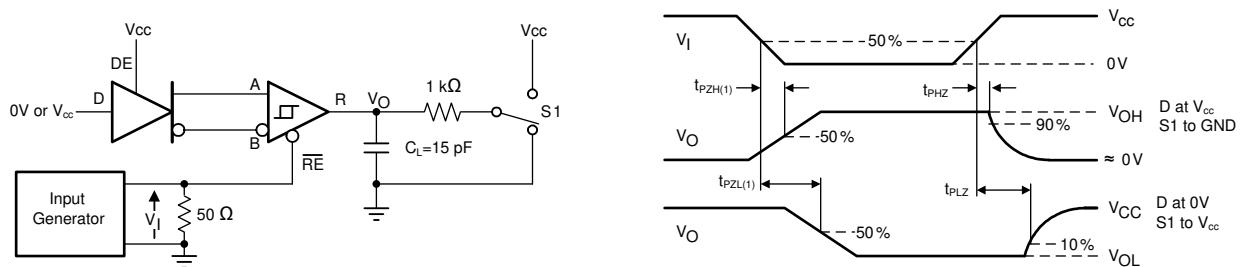 Vcc
DE
D
0V or Vcc
A
B
R
VO
1 kΩ
Vcc
S1
CL=15 pF
RE
Input
Generator
VI
50 Ω
VI
50%
Vcc
0V
tPZH(1)
tPHZ
VO
50%
VOH
90%
≈ 0V
D at Vcc
S1 to GND
tPZL(1)
tPLZ
VO
50%
VCC
10%
VOL
D at 0V
S1 to Vcc